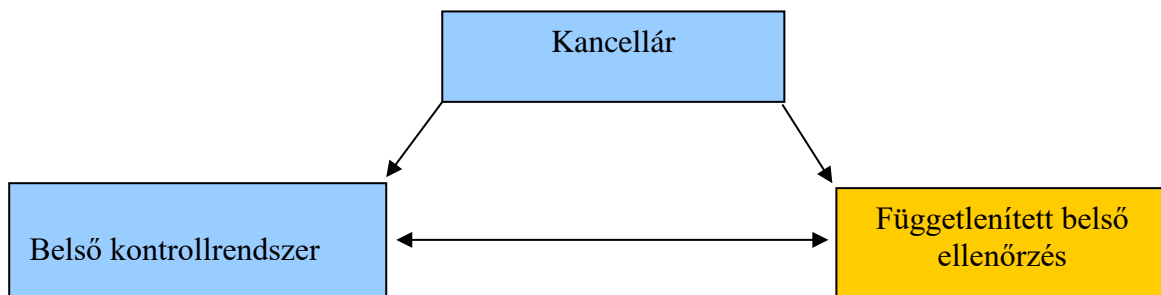 Kancellár
Belső kontrollrendszer
Függetlenített belső
ellenőrzés